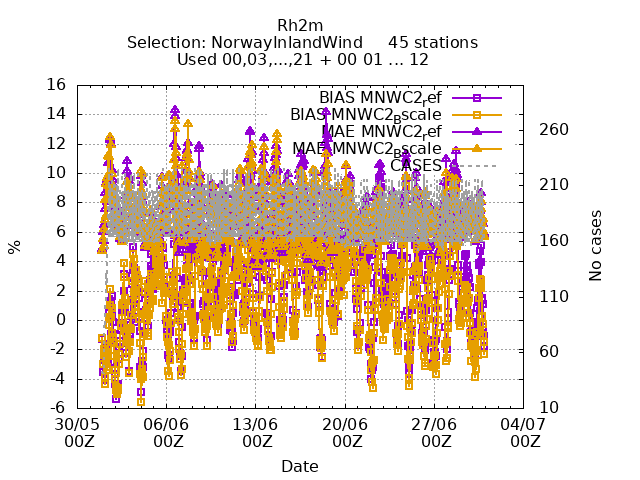 Rh2m
Selection: NorwayInlandWind 45 stations
Used 00,03,...,21 + 00 01 ... 12
16
14
12
10
8
6
4
2
0
-2
-4
-6
%
BIAS MNWC2_ref
BIAS MNWC2_Bscale
MAE MNWC2_ref
MAE MNWC2_Bscale
CASES
260
210
160
110
60
10
No cases
30/05 06/06 13/06 20/06 27/06 04/07
00Z 00Z 00Z 00Z 00Z 00Z
Date